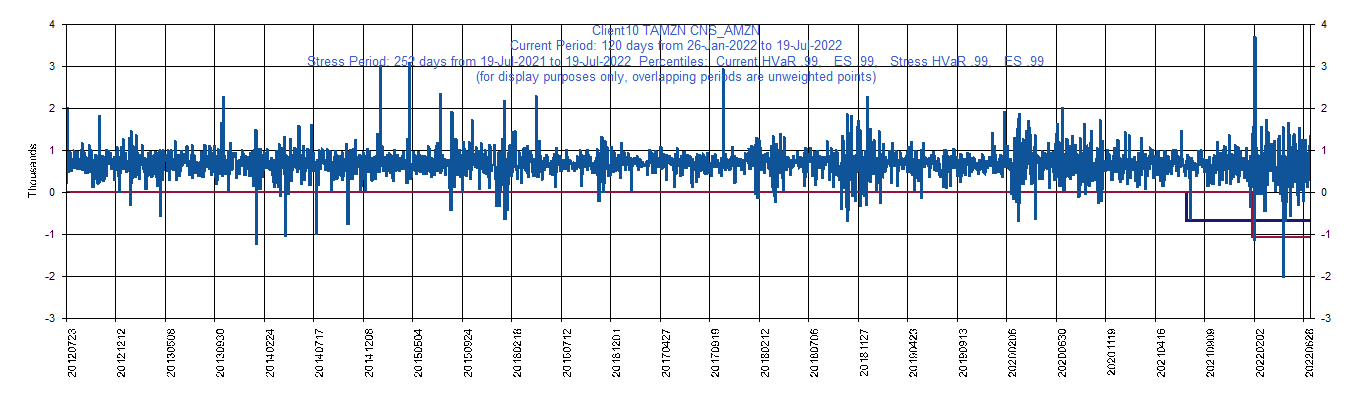 Client10 TAMZN CNS_AMZN
Current Period: 120 days from 26-Jan-2022 to 19-Jul-2022
Stress Period: 252 days from 19-Jul-2021 to 19-Jul-2022 Percentiles: Current HVaR .99, ES .99, Stress HVaR .99, ES .99
(for display purposes only, overlapping periods are unweighted points)
Thousands
4 4
3 3
2 2
1 1
0 0
-1 -1
-2 -2
-3 -3
20120723 20121212 20130508 20130930 20140224 20140717 20141208 20150504 20150924 20160218 20160712 20161201 20170427 20170919 20180212 20180706 20181127 20190423 20190913 20200206 20200630 20201119 20210416 20210909 20220202 20220628